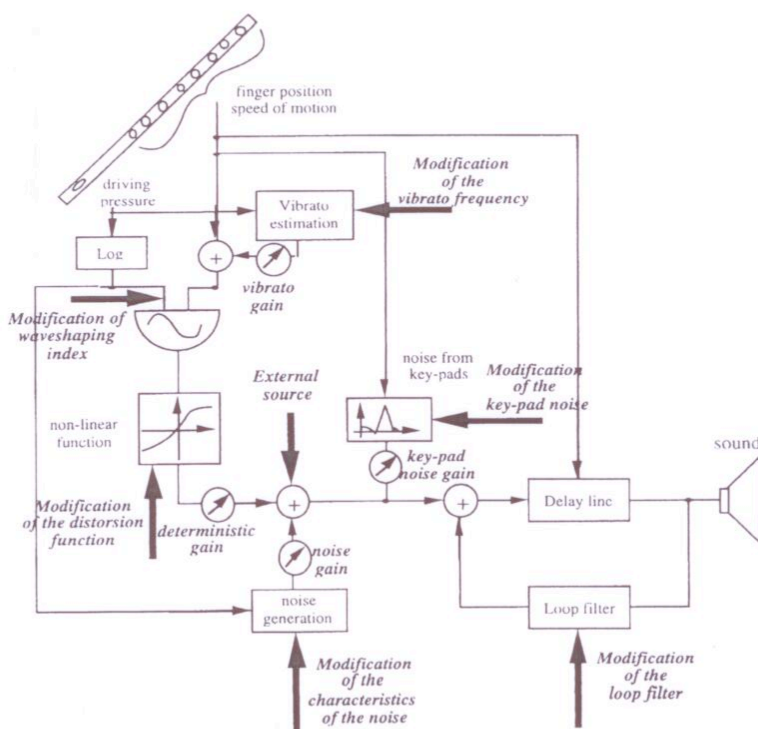 finger position
speed of motion
driving
pressure
Modification
of the
vibrato frequency
Vibrato
estimation
Log
+
vibrato
gain
Modification of
waveshaping
index
External
source
noise from
key-pads
Modification
of the
key-pad noise
non-linear
function
key-pad
noise gain
sound
Modification
of the distorsion
function
deterministic
gain
+
+
Delay line
noise
gain
noise
generation
Loop filter
Modification
of the
characteristics
of the noise
Modification
of the
loop filter